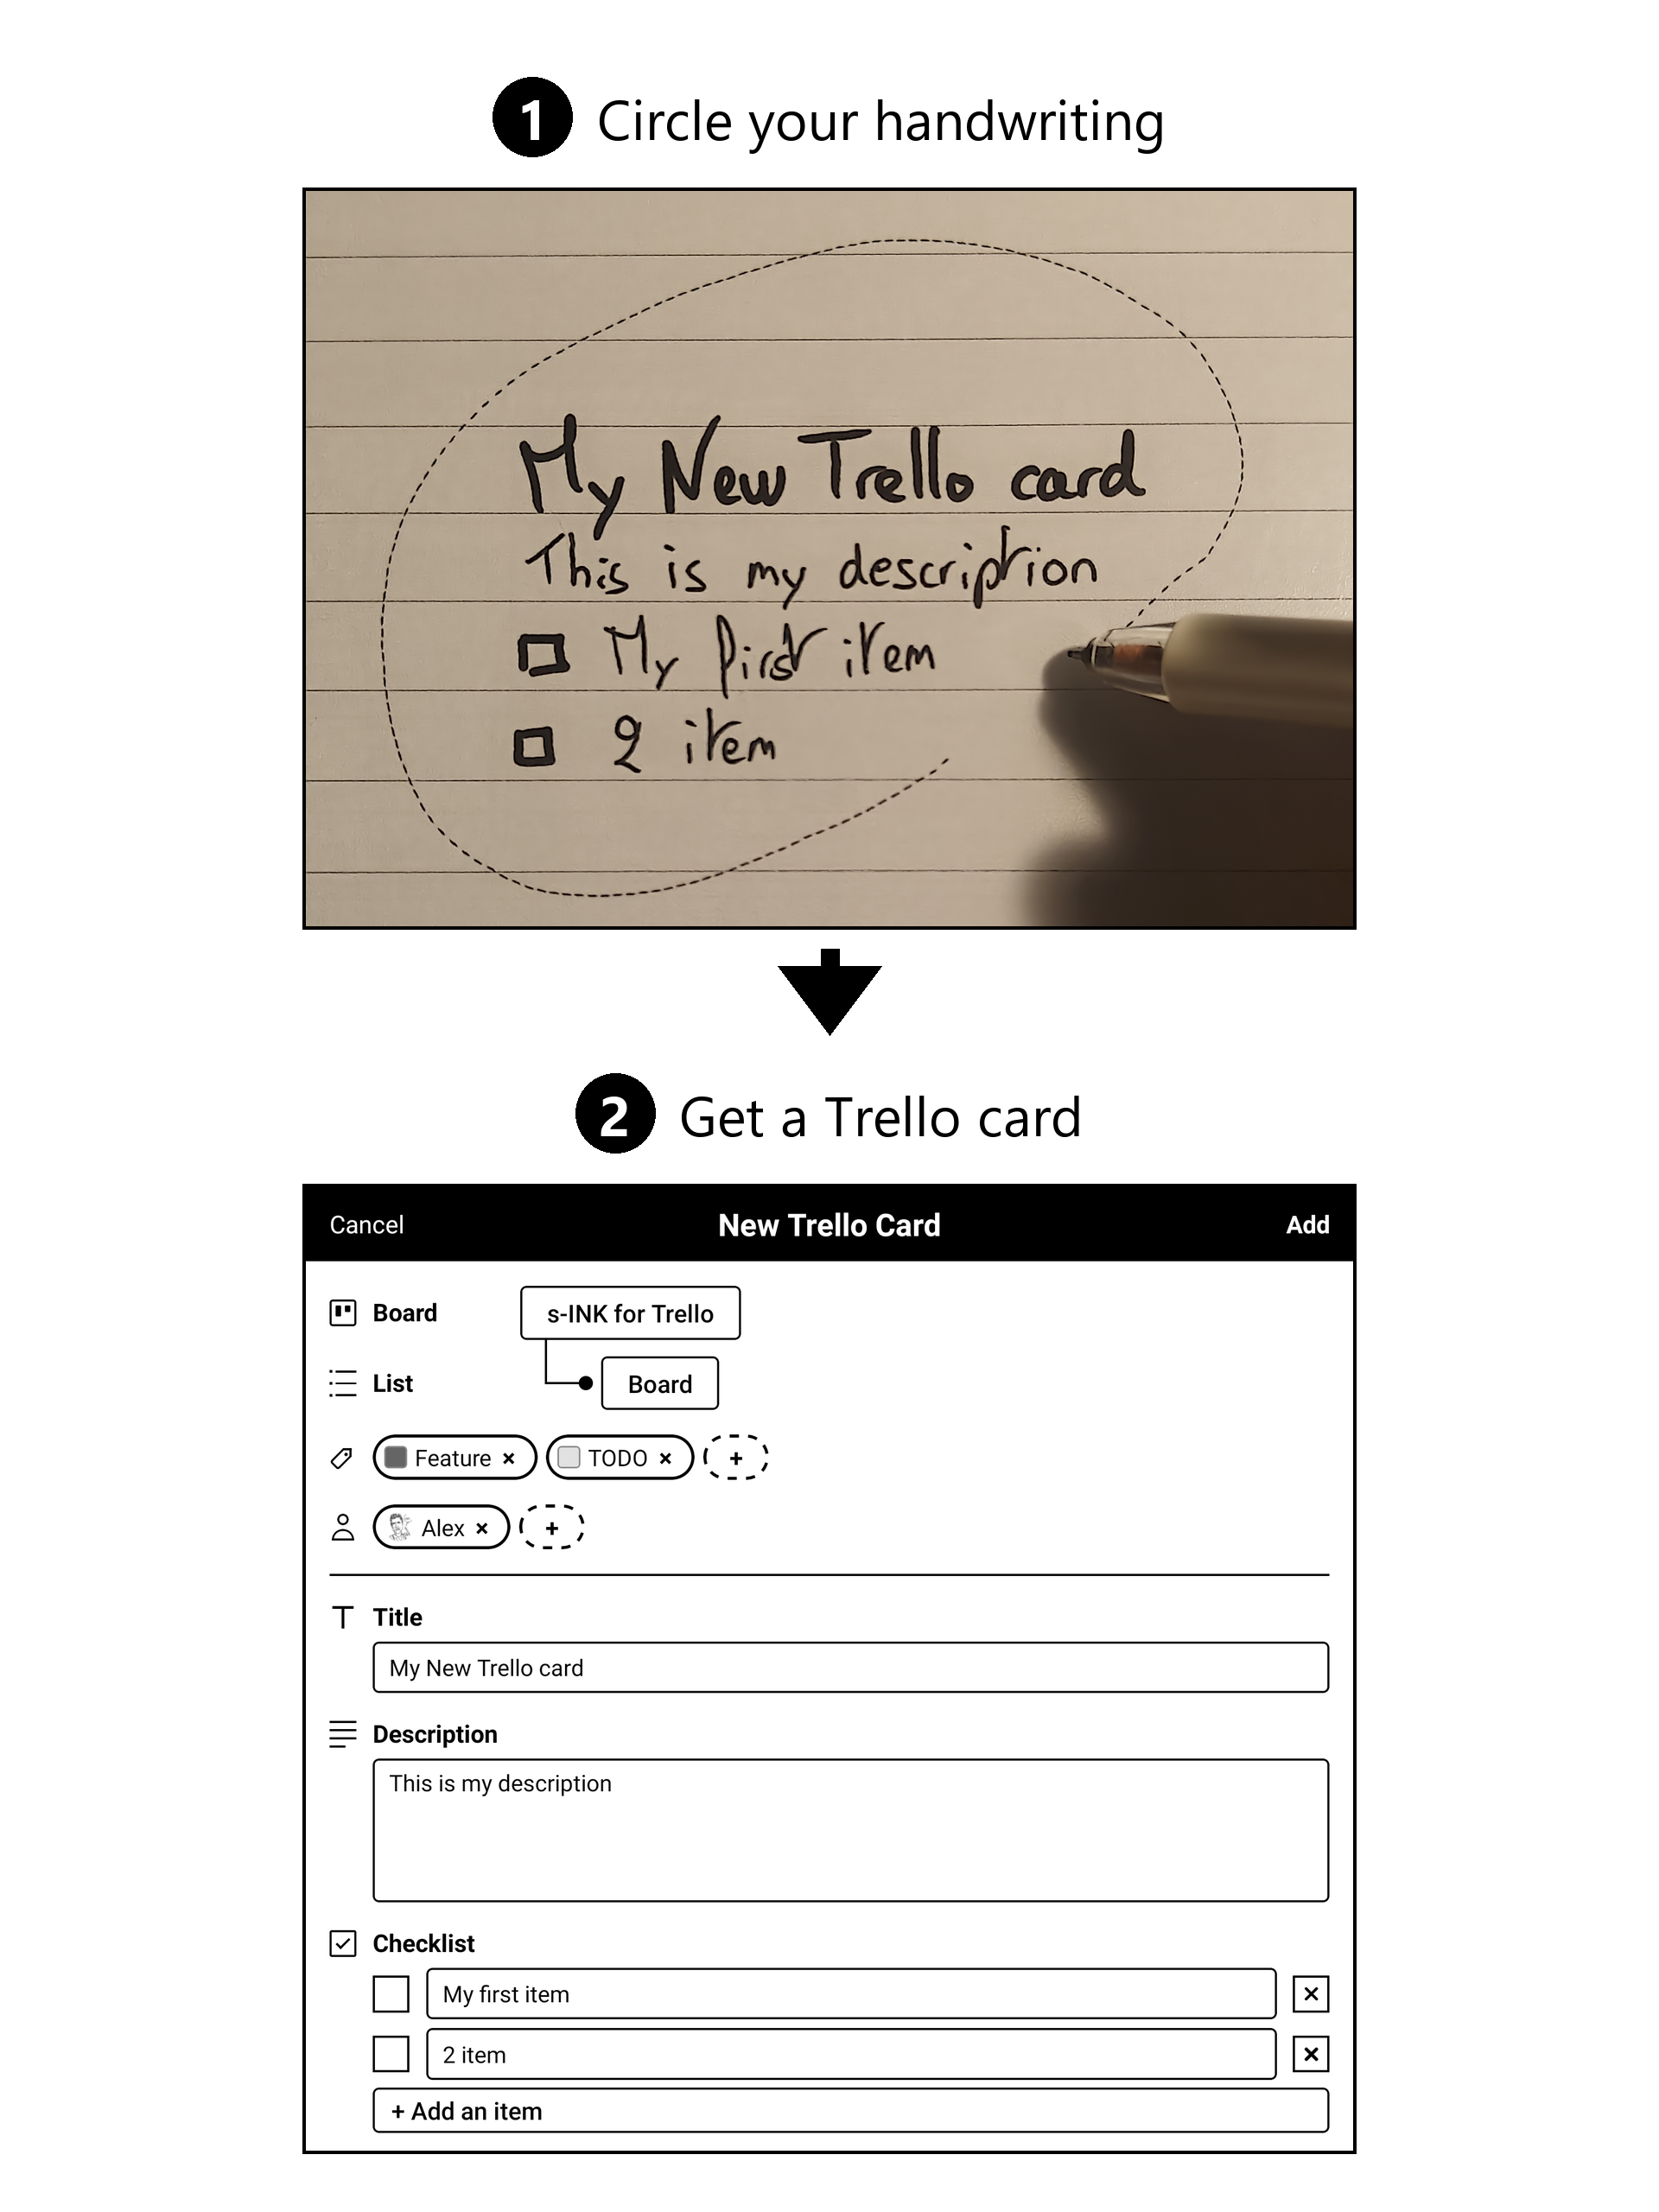 1 Circle your handwriting
My New Trello card
This is my description
My first item
2 item
2 Get a Trello card
Cancel New Trello Card Add
Board s-INK for Trello
List Board
Feature × TODO × +
Alex × +
Title
My New Trello card
Description
This is my description
Checklist
My first item ×
2 item ×
+ Add an item